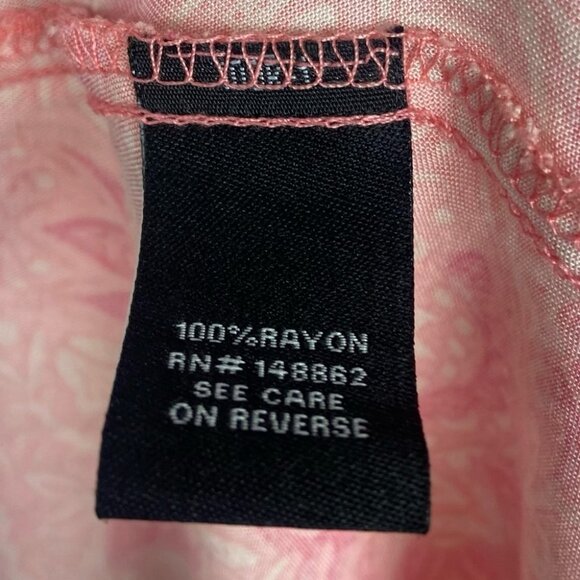 100%RAYON
RN# 148862
SEE CARE
ON REVERSE